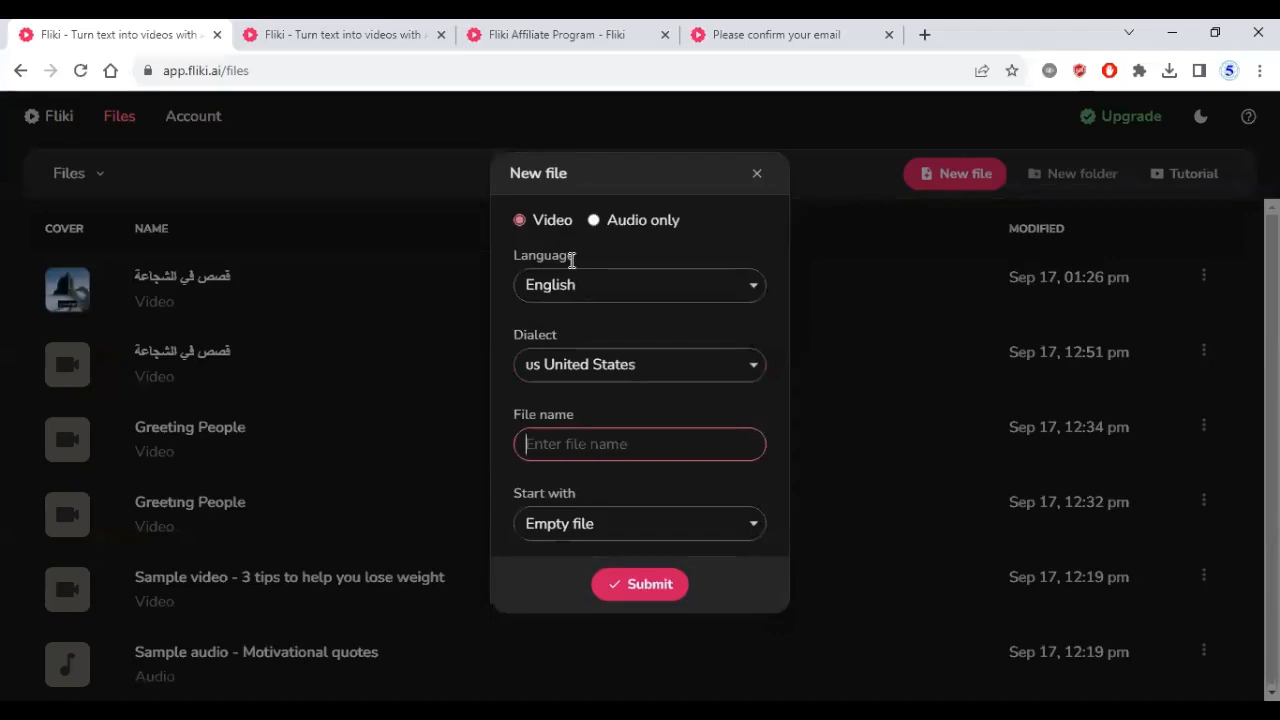 Fliki - Turn text into videos with
Fliki - Turn text into videos with
Fliki Affiliate Program - Fliki
Please confirm your email
app.fliki.ai/files
5
Fliki
Files
Account
Upgrade
Files
New file
New folder
Tutorial
COVER
NAME
MODIFIED
قصص في الشجاعة
Video
Sep 17, 01:26 pm
قصص في الشجاعة
Video
Sep 17, 12:51 pm
Greeting People
Video
Sep 17, 12:34 pm
Greeting People
Video
Sep 17, 12:32 pm
Sample video - 3 tips to help you lose weight
Video
Sep 17, 12:19 pm
Sample audio - Motivational quotes
Audio
Sep 17, 12:19 pm
New file
Video
Audio only
Language
English
Dialect
us United States
File name
Enter file name
Start with
Empty file
Submit